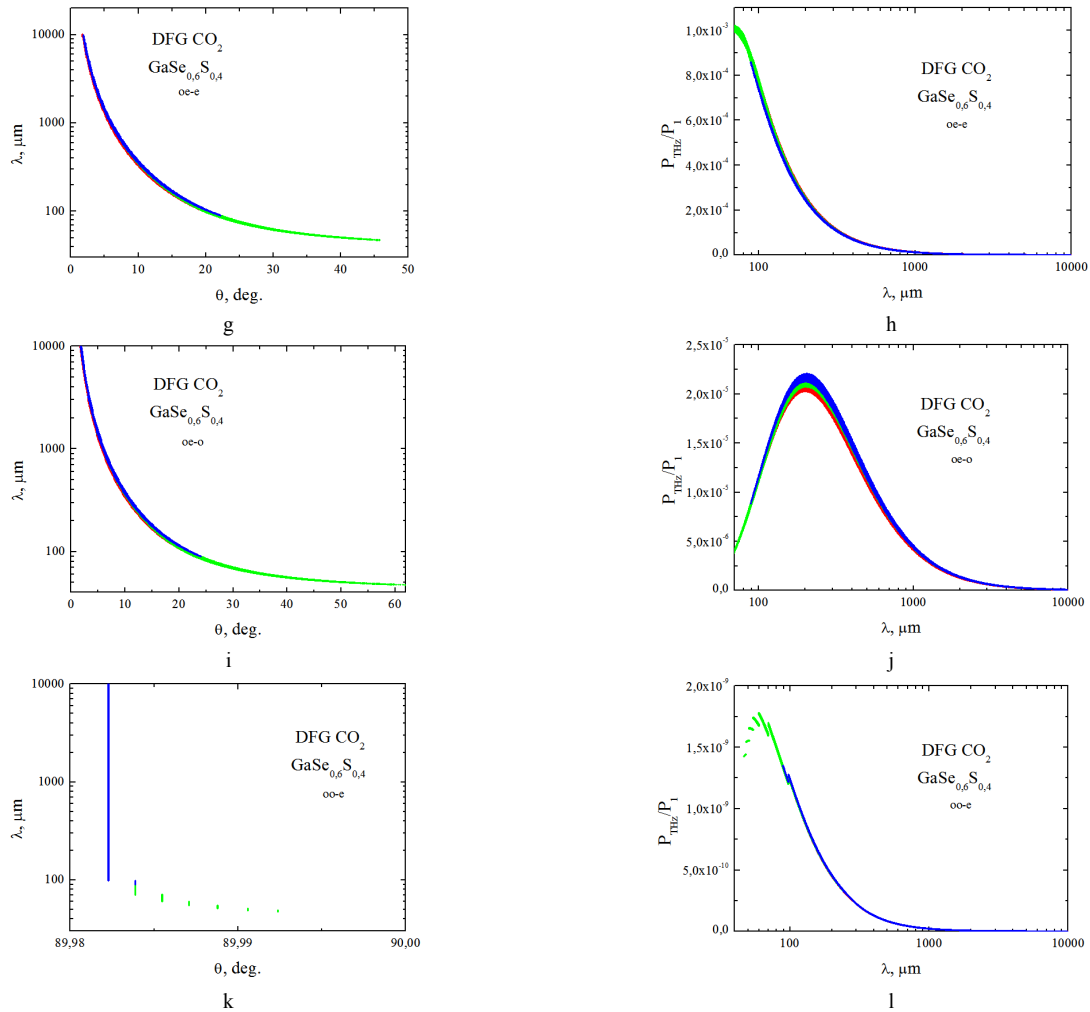 10000
1000
100
λ, μm
DFG CO2
GaSe0,6S0,4
oe-e
0 10 20 30 40 50
θ, deg.
g
1,0x10-3
8,0x10-4
6,0x10-4
4,0x10-4
2,0x10-4
0,0
PTHz/P1
DFG CO2
GaSe0,6S0,4
oe-e
100 1000 10000
λ, μm
h
10000
1000
100
λ, μm
DFG CO2
GaSe0,6S0,4
oe-o
0 10 20 30 40 50 60
θ, deg.
i
2,5x10-5
2,0x10-5
1,5x10-5
1,0x10-5
5,0x10-6
0,0
PTHz/P1
DFG CO2
GaSe0,6S0,4
oe-o
100 1000 10000
λ, μm
j
10000
1000
100
λ, μm
DFG CO2
GaSe0,6S0,4
oo-e
89,98 89,99 90,00
θ, deg.
k
2,0x10-9
1,5x10-9
1,0x10-9
5,0x10-10
0,0
PTHz/P1
DFG CO2
GaSe0,6S0,4
oo-e
100 1000 10000
λ, μm
l